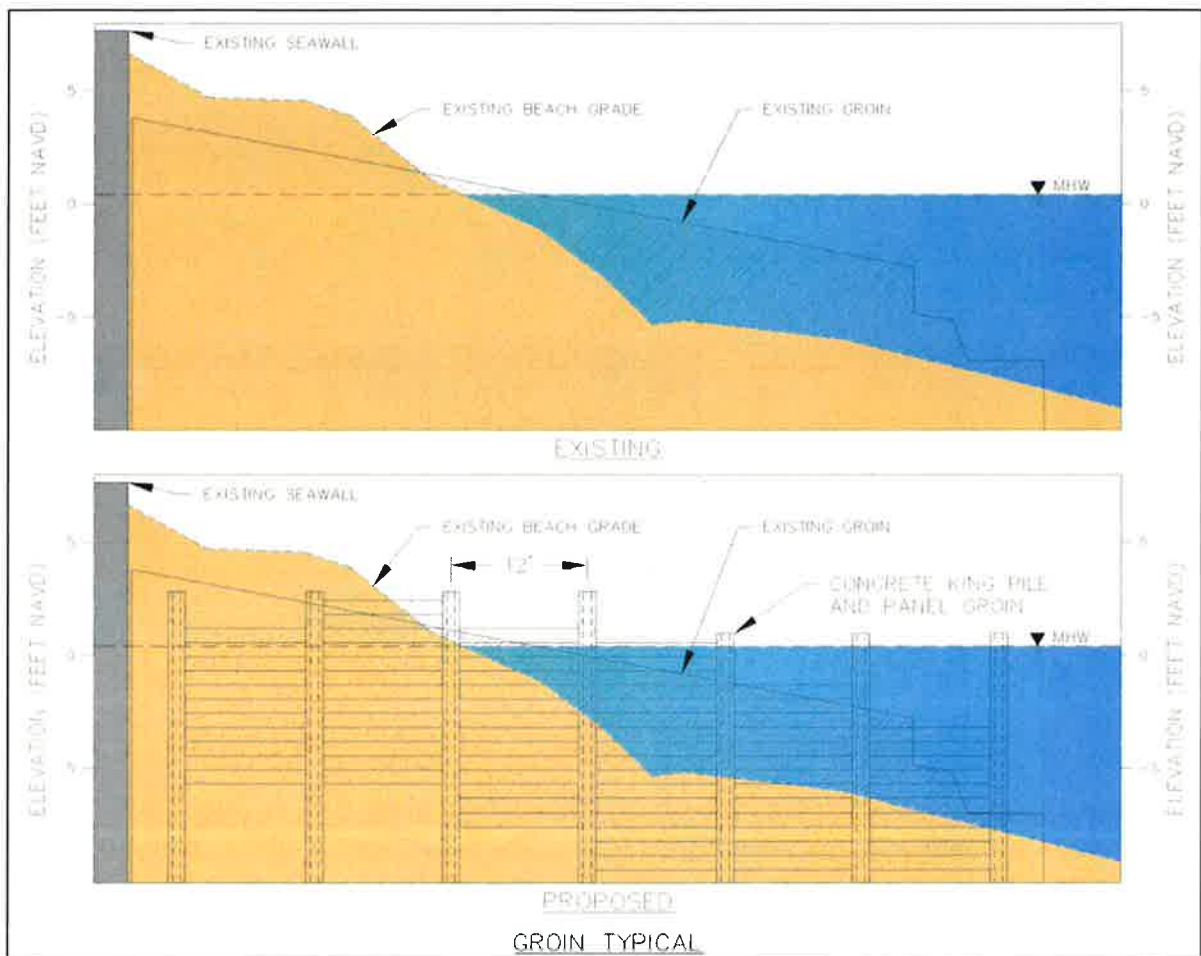 EXISTING SEAWALL
5
5
EXISTING BEACH GRADE
EXISTING GROIN
ELEVATION (FEET NAVD)
ELEVATION (FEET NAVD)
MHW
0
0
-5
-5
EXISTING
EXISTING SEAWALL
EXISTING BEACH GRADE
EXISTING GROIN
5
5
12'
CONCRETE KING PILE
AND PANEL GROIN
ELEVATION (FEET NAVD)
ELEVATION (FEET NAVD)
MHW
0
0
-5
-5
PROPOSED
GROIN TYPICAL